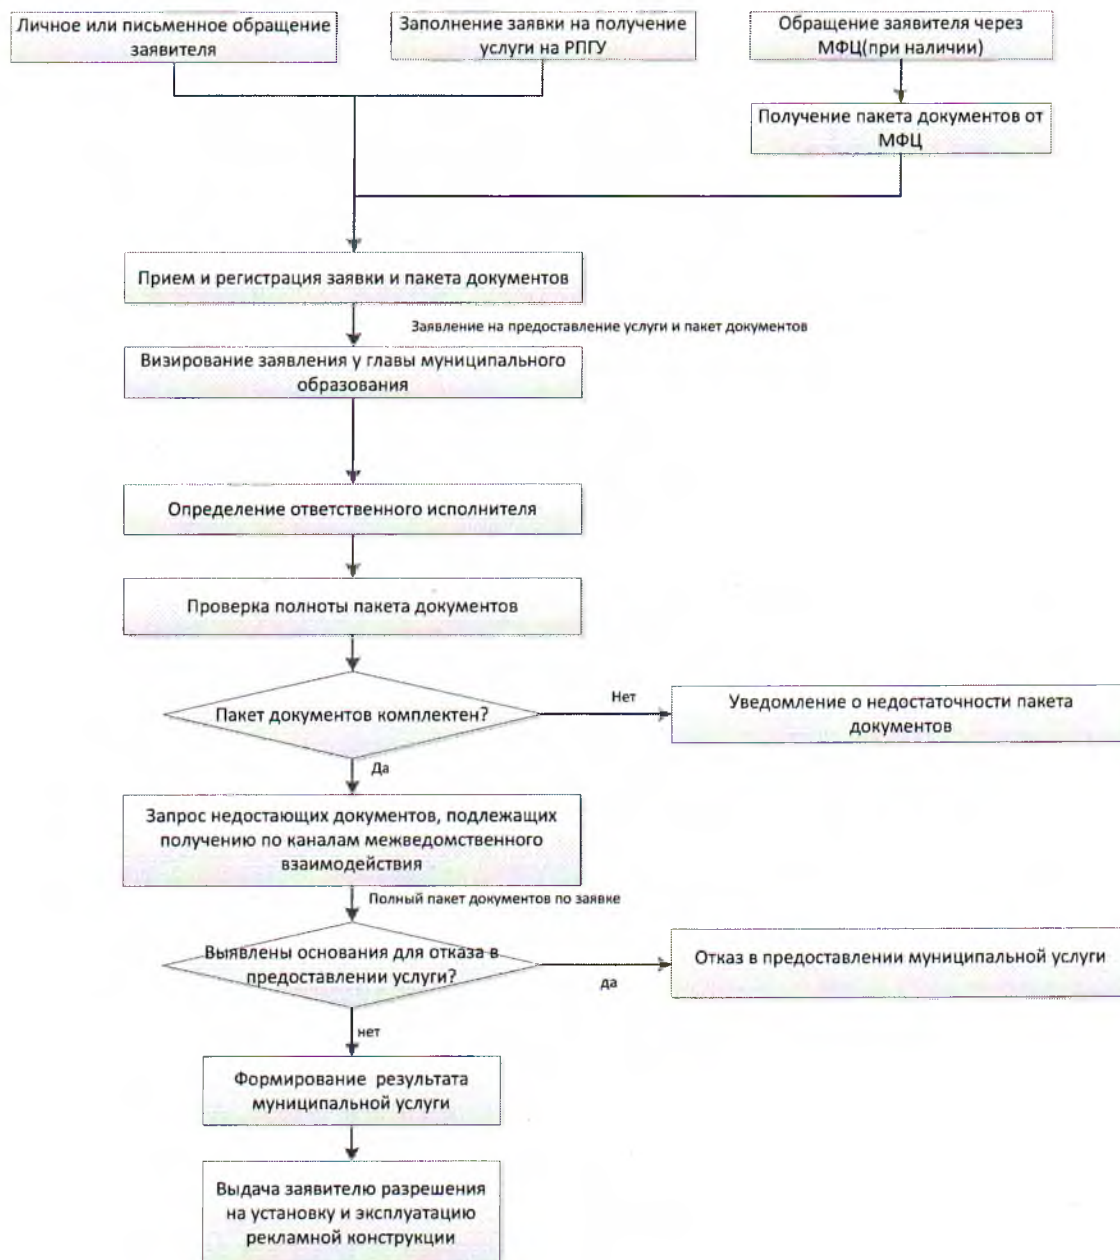 Личное или письменное обращение
заявителя
Заполнение заявки на получение
услуги на РПГУ
Обращение заявителя через
МФЦ(при наличии)
Получение пакета документов от
МФЦ
Прием и регистрация заявки и пакета документов
Заявление на предоставление услуги и пакет документов
Визирование заявления у главы муниципального
образования
Определение ответственного исполнителя
Проверка полноты пакета документов
Пакет документов комплектен?
Нет
Уведомление о недостаточности пакета
документов
Да
Запрос недостающих документов, подлежащих
получению по каналам межведомственного
взаимодействия
Полный пакет документов по заявке
Выявлены основания для отказа в
предоставлении услуги?
да
Отказ в предоставлении муниципальной услуги
нет
Формирование результата
муниципальной услуги
Выдача заявителю разрешения
на установку и эксплуатацию
рекламной конструкции